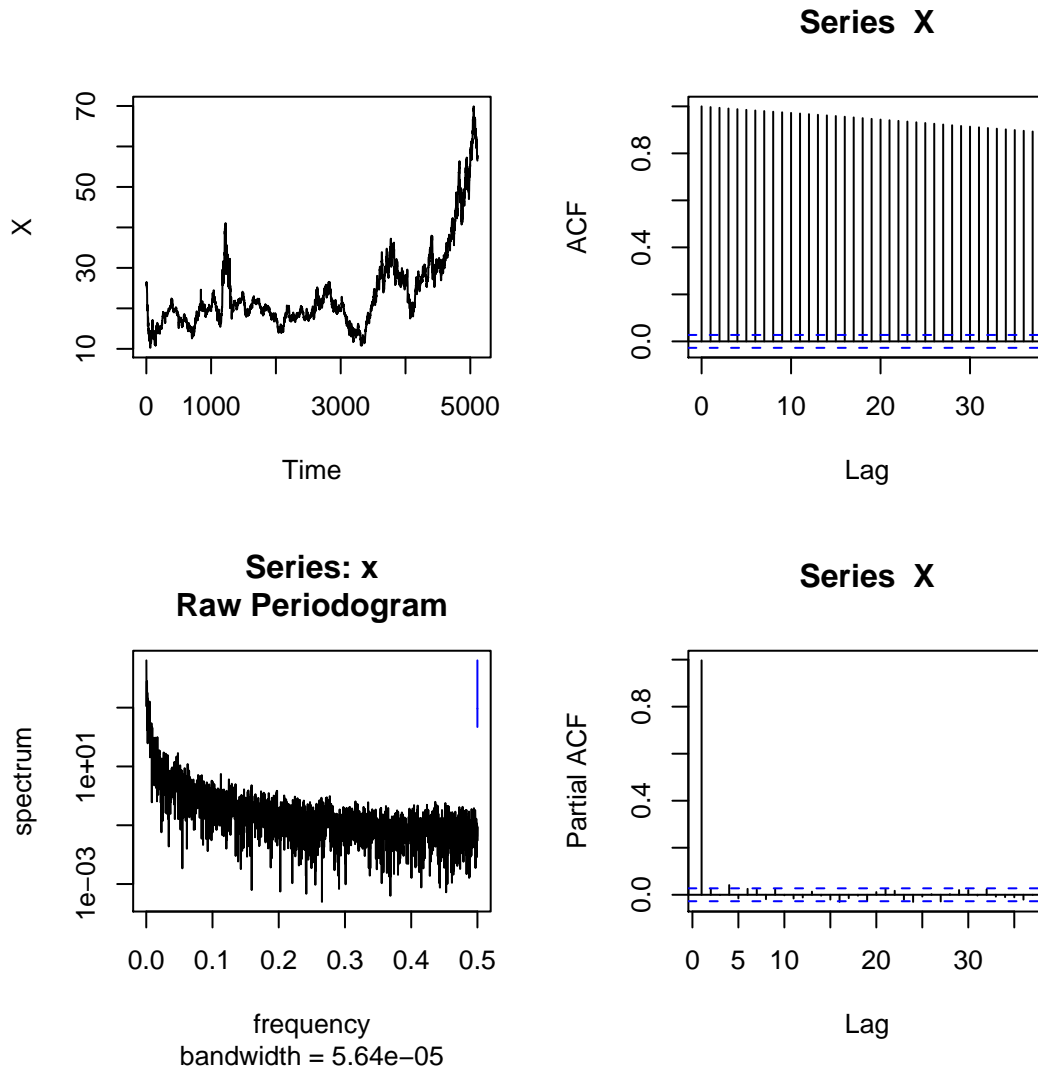 X
70
50
30
10
0 1000 3000 5000
Time
Series X
ACF
0.8
0.4
0.0
0 10 20 30
Lag
Series: x
Raw Periodogram
spectrum
1e+01
1e−03
0.0 0.1 0.2 0.3 0.4 0.5
frequency
bandwidth = 5.64e−05
Series X
Partial ACF
0.8
0.4
0.0
0 5 10 20 30
Lag